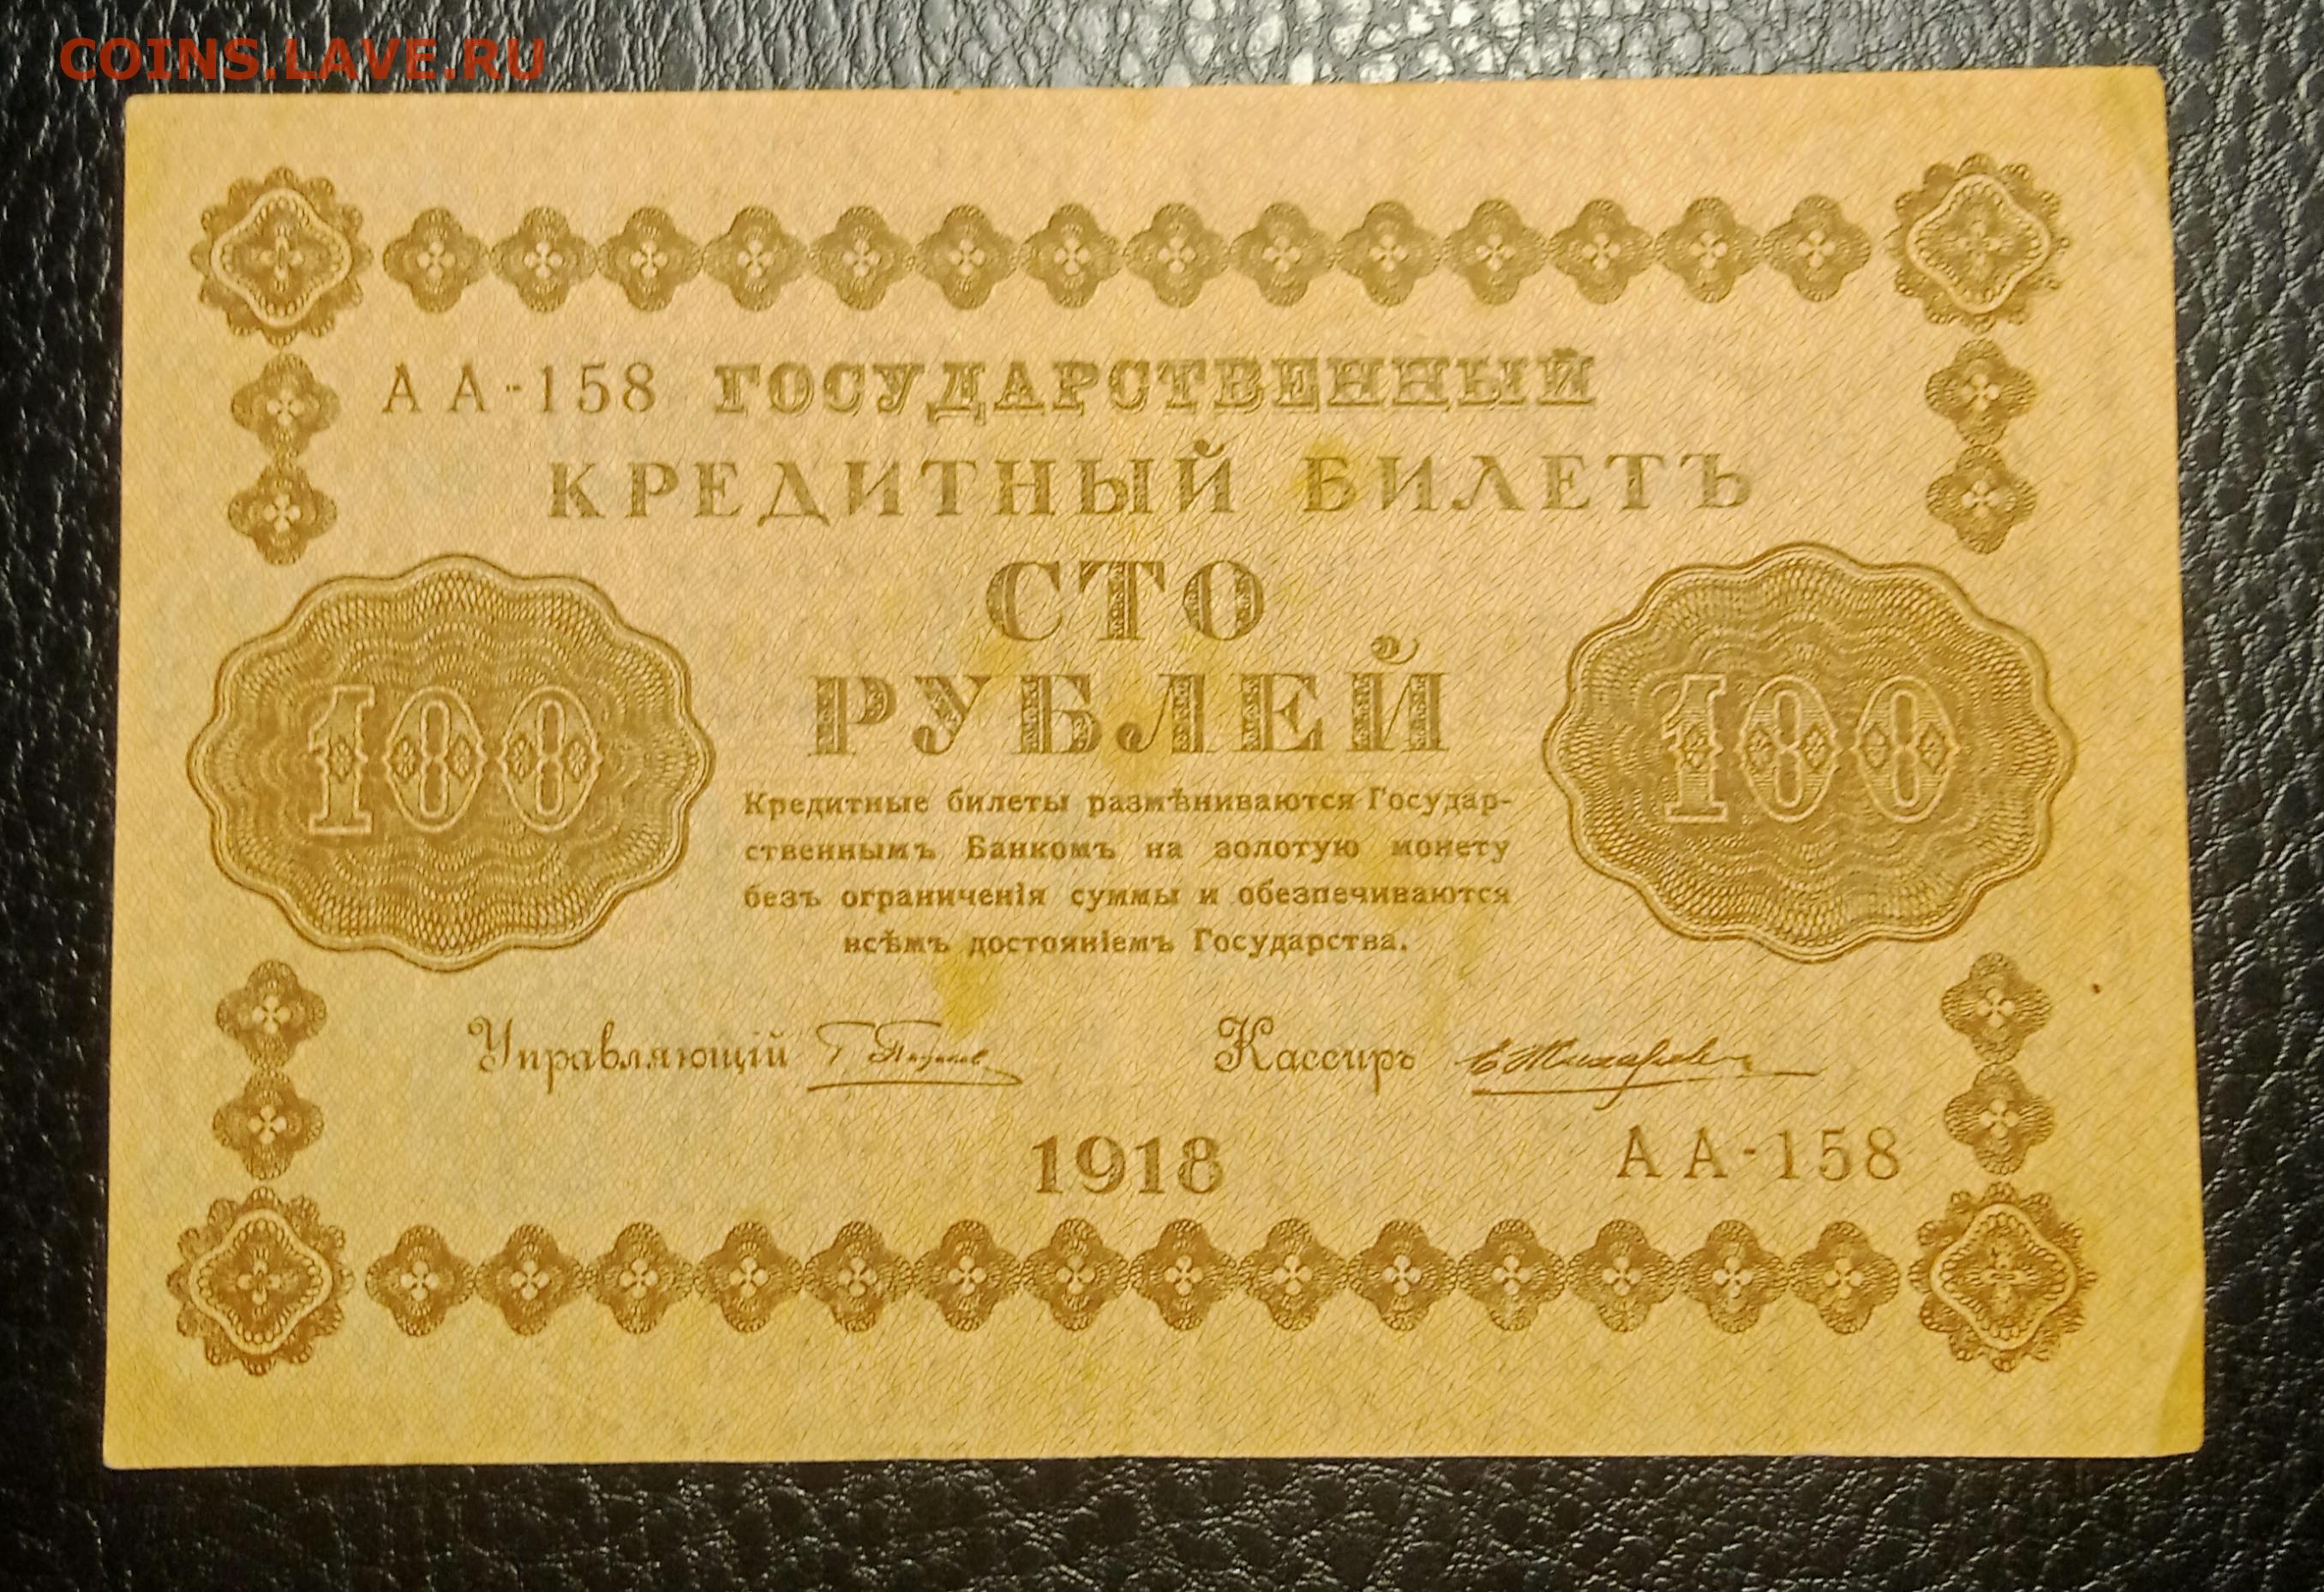 COINS.LAVE.RU
АА-158 ГОСУДАРСТВЕННЫЙ
КРЕДИТНЫЙ БИЛЕТЪ
СТО
РУБЛЕЙ
100
100
Кредитные билеты размѣниваются Государ-
ственнымъ Банкомъ на золотую монету
безъ ограниченія суммы и обезпечиваются
всѣмъ достояніемъ Государства.
Управляющій Кассиръ
1918
АА-158